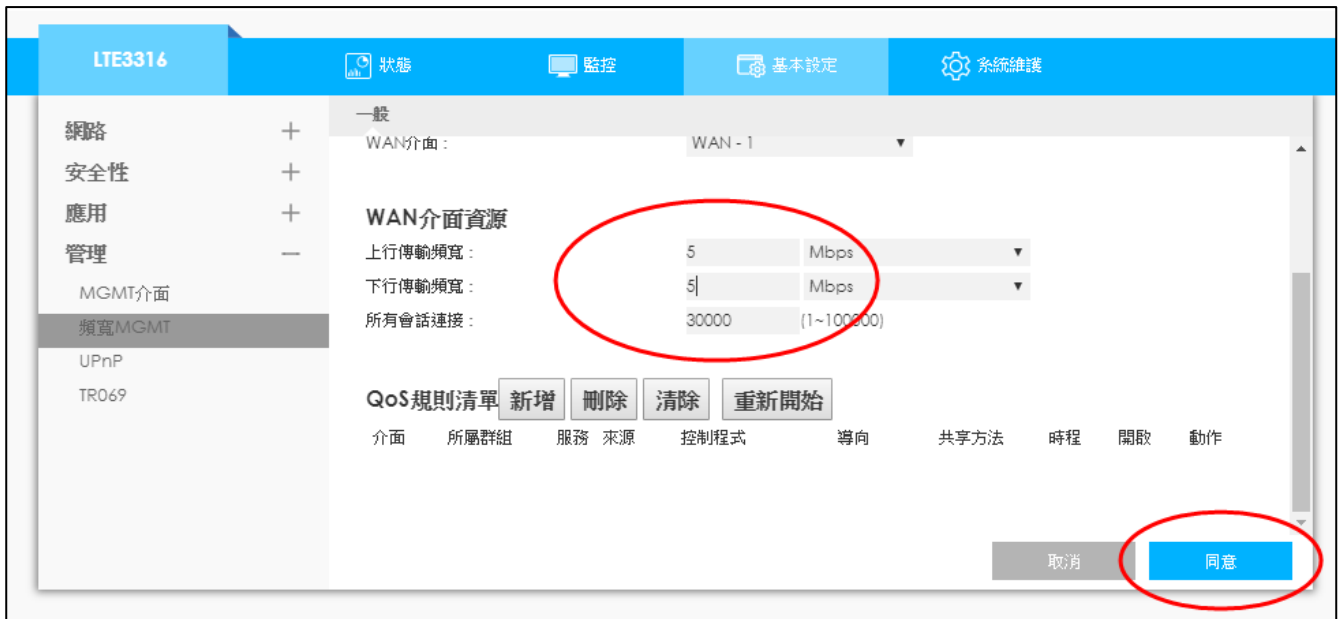 LTE3316
狀態 監控 基本設定 系統維護
網路
安全性
應用
管理
MGMT介面
頻寬MGMT
UPnP
TR069
一般
WAN介面 : WAN - 1
WAN介面資源
上行傳輸頻寬 : 5 Mbps
下行傳輸頻寬 : 5 Mbps
所有會話連接 : 30000 (1~100000)
QoS規則清單 新增 刪除 清除 重新開始
介面 所屬群組 服務 來源 控制程式 導向 共享方法 時程 開啟 動作
取消 同意